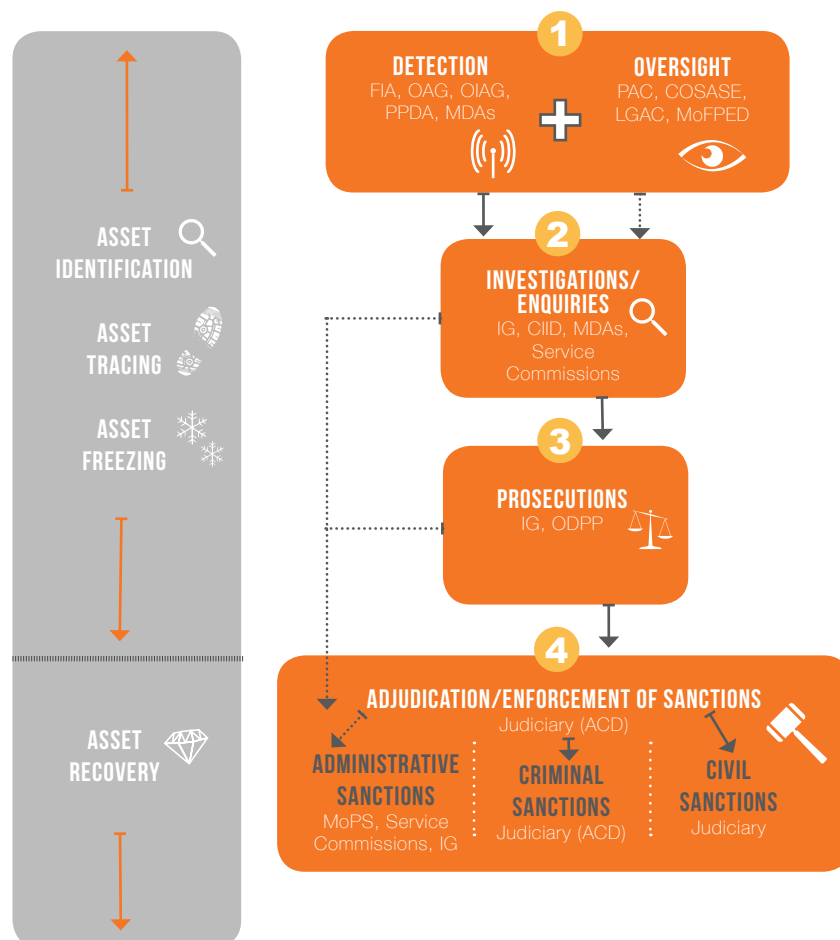 ASSET
IDENTIFICATION
ASSET
TRACING
ASSET
FREEZING
ASSET
RECOVERY
1
DETECTION
FIA, OAG, OIAG,
PPDA, MDAs
OVERSIGHT
PAC, COSASE,
LGAC, MoFPED
2
INVESTIGATIONS/
ENQUIRIES
IG, CIID, MDAs,
Service
Commissions
3
PROSECUTIONS
IG, ODPP
4
ADJUDICATION/ENFORCEMENT OF SANCTIONS
Judiciary (ACD)
ADMINISTRATIVE
SANCTIONS
MoPS, Service
Commissions, IG
CRIMINAL
SANCTIONS
Judiciary (ACD)
CIVIL
SANCTIONS
Judiciary